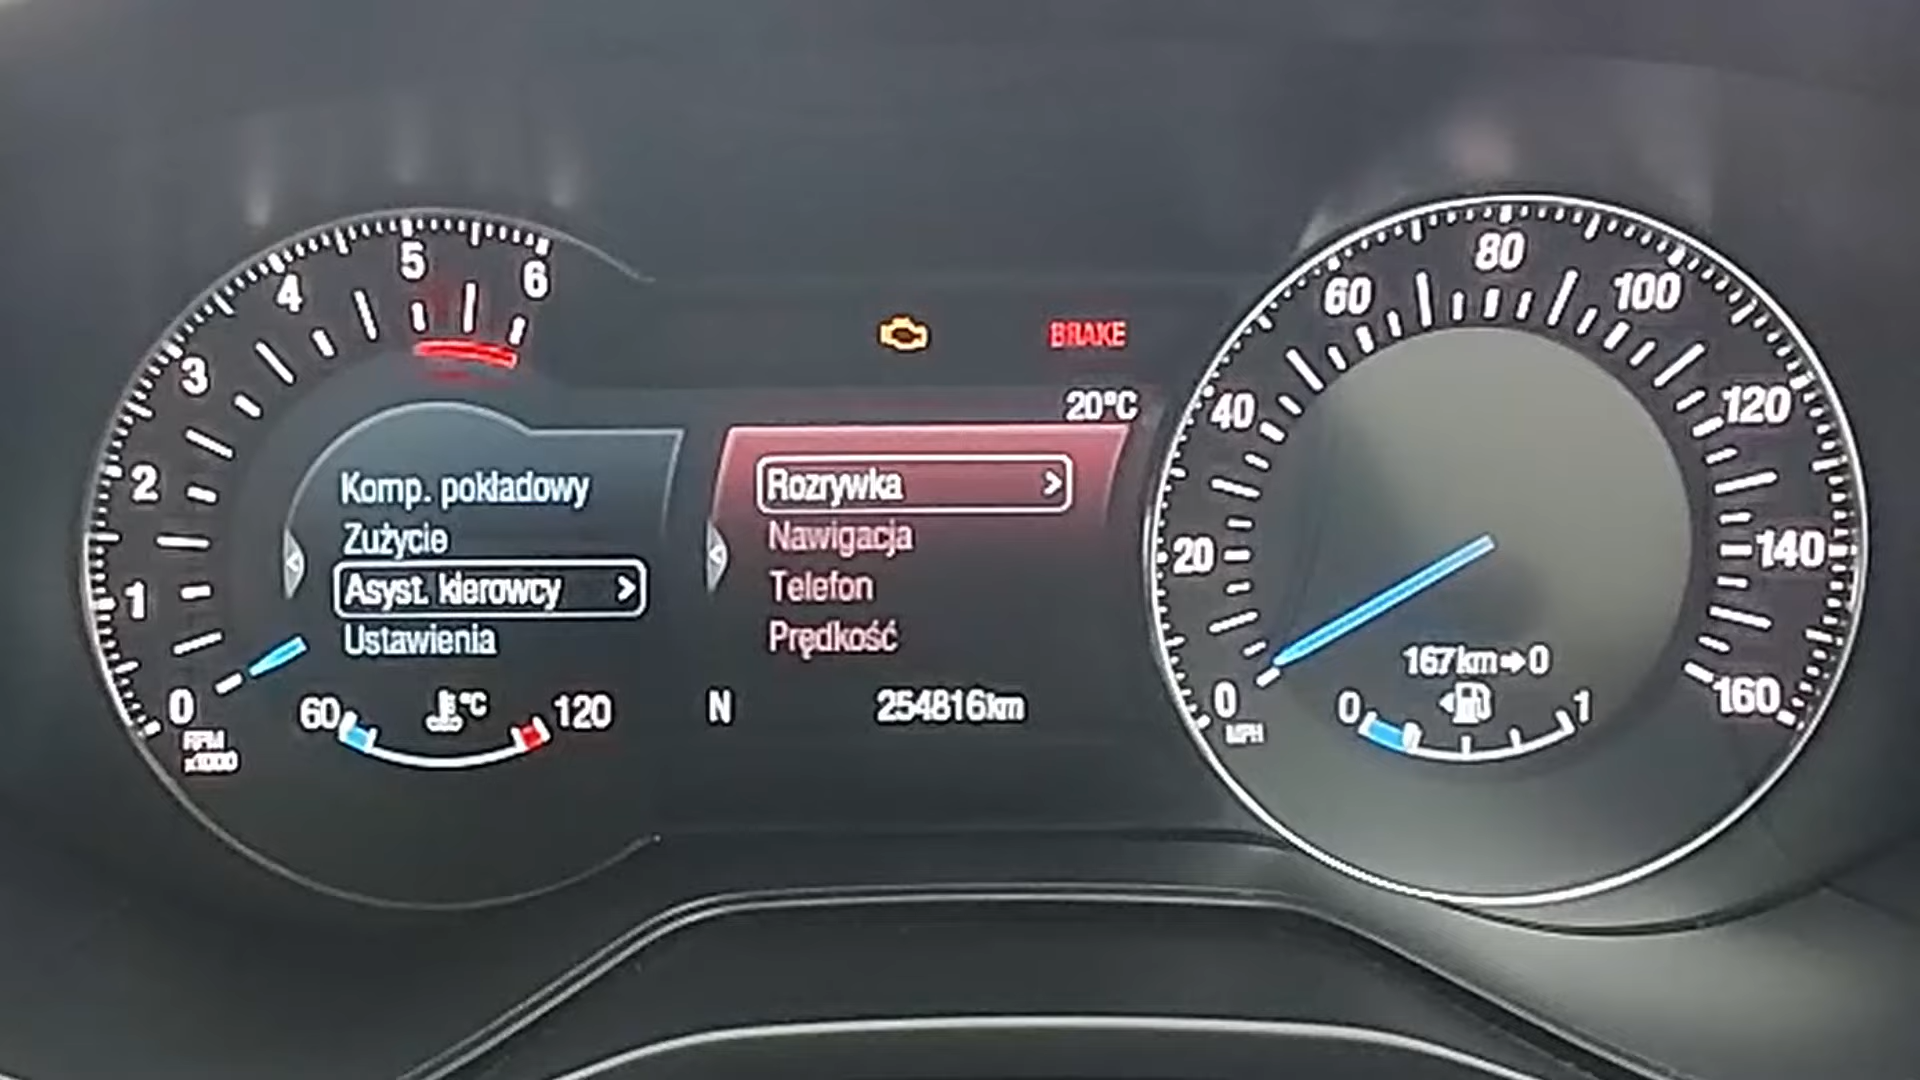 0
1
2
3
4
5
6
RPM
x1000
BRAKE
20°C
Komp. pokładowy
Zużycie
Asyst. kierowcy >
Ustawienia
Rozrywka >
Nawigacja
Telefon
Prędkość
60 °C 120
N 254816km
0
20
40
60
80
100
120
140
160
MPH
167km➔0
0 1